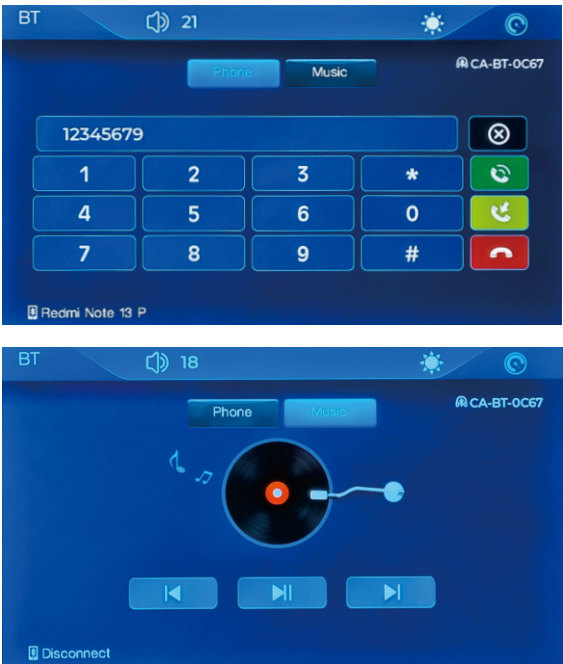 BT 21
CA-BT-0C67
Phone Music
12345679
1 2 3 *
4 5 6 0
7 8 9 #
Redmi Note 13 P
BT 18
CA-BT-0C67
Phone Music
Disconnect